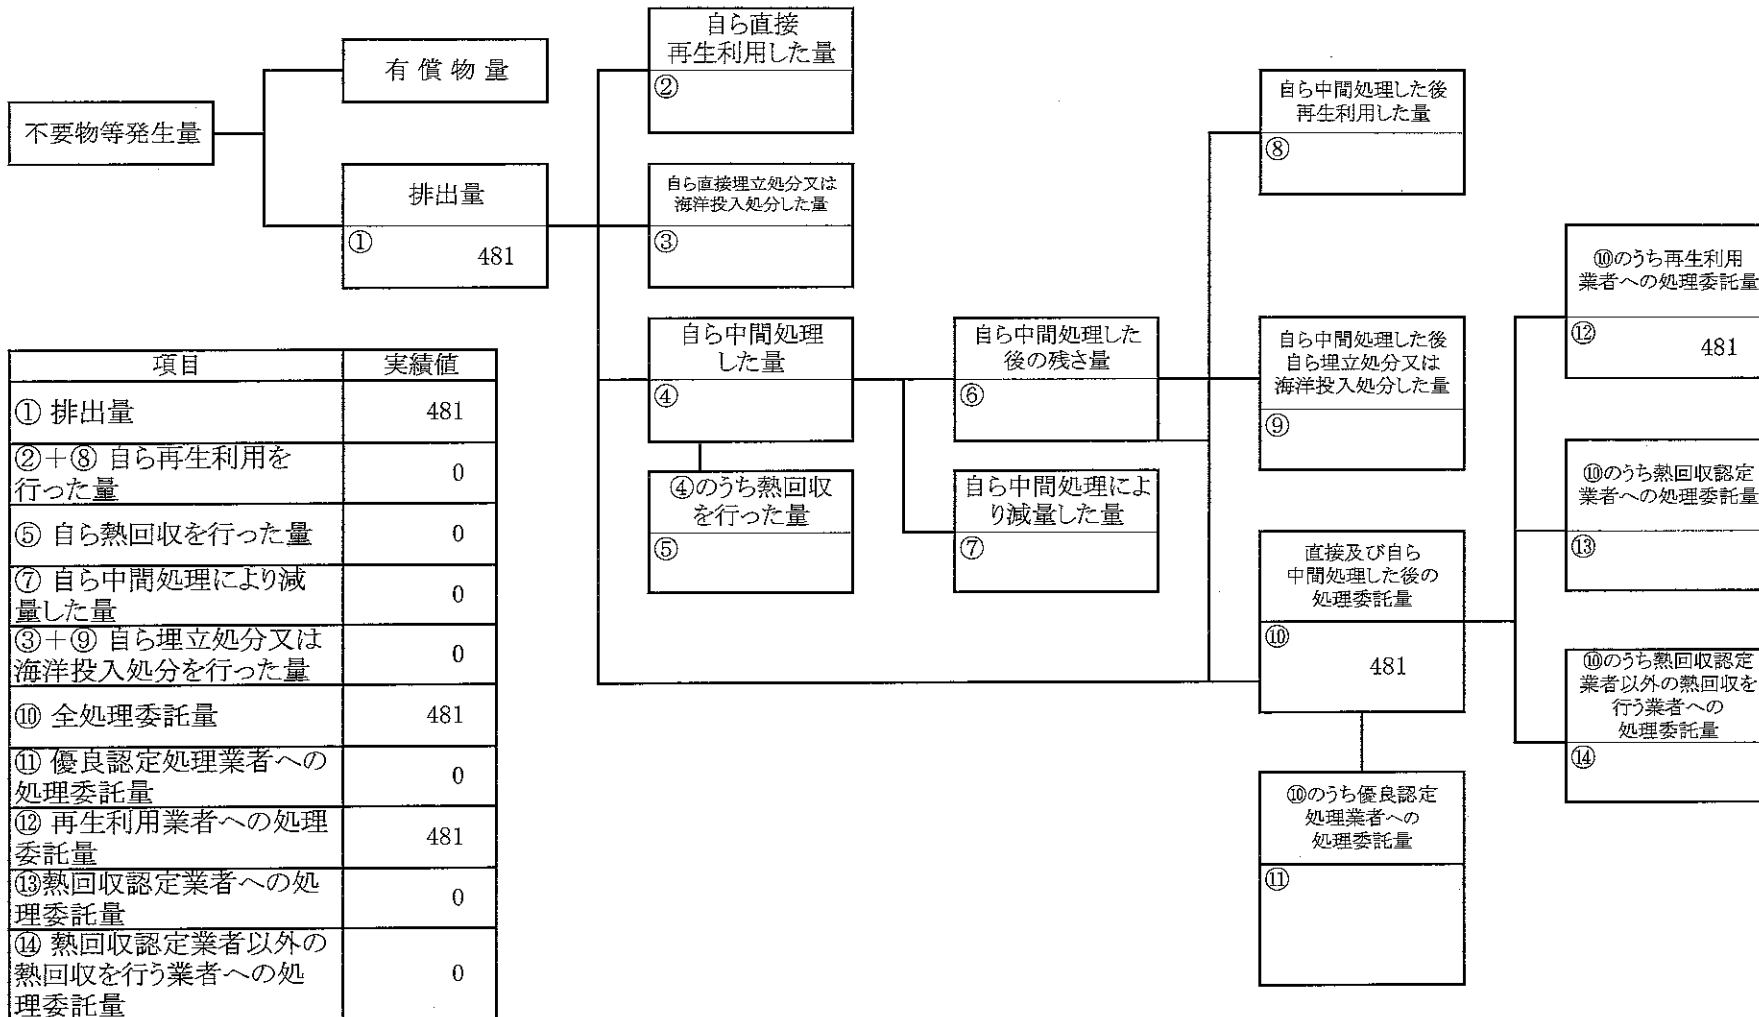 不要物等発生量
有 償 物 量
排出量
①
481
自ら直接
再生利用した量
②
自ら直接埋立処分又は
海洋投入処分した量
③
自ら中間処理
した量
④
④のうち熱回収
を行った量
⑤
自ら中間処理した
後の残さ量
⑥
自ら中間処理によ
り減量した量
⑦
自ら中間処理した後
再生利用した量
⑧
自ら中間処理した後
自ら埋立処分又は
海洋投入処分した量
⑨
直接及び自ら
中間処理した後の
処理委託量
⑩
481
⑩のうち優良認定
処理業者への
処理委託量
⑪
⑩のうち再生利用
業者への処理委託量
⑫
481
⑩のうち熱回収認定
業者への処理委託量
⑬
⑩のうち熱回収認定
業者以外の熱回収を
行う業者への
処理委託量
⑭
項目 実績値
① 排出量 481
②＋⑧ 自ら再生利用を
行った量 0
⑤ 自ら熱回収を行った量 0
⑦ 自ら中間処理により減
量した量 0
③＋⑨ 自ら埋立処分又は
海洋投入処分を行った量 0
⑩ 全処理委託量 481
⑪ 優良認定処理業者への
処理委託量 0
⑫ 再生利用業者への処理
委託量 481
⑬熱回収認定業者への処
理委託量 0
⑭ 熱回収認定業者以外の
熱回収を行う業者への処
理委託量 0